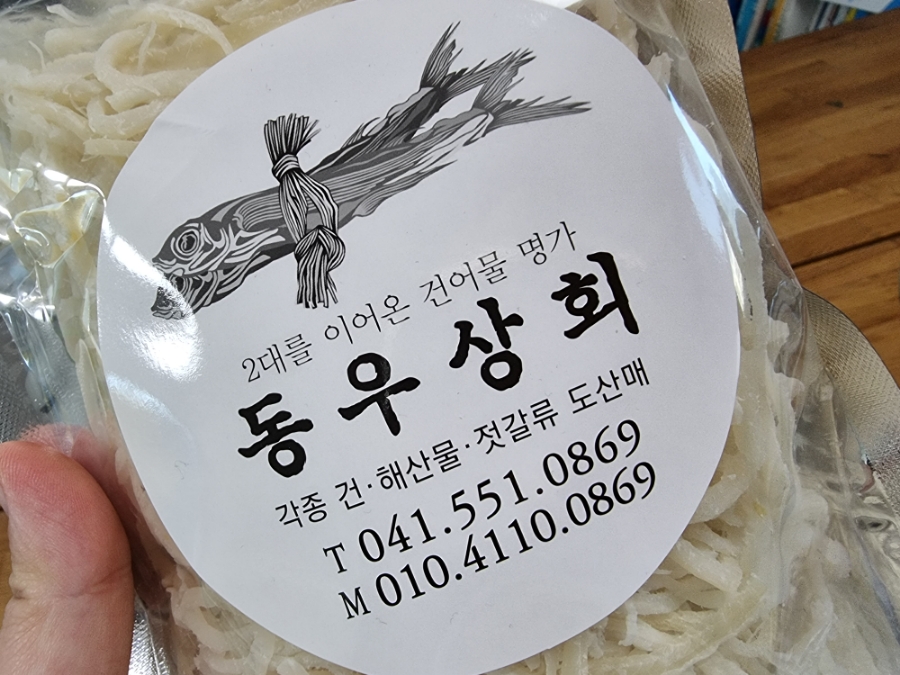 2대를 이어온 건어물 명가
동우상회
각종 건·해산물·젓갈류 도산매
T 041.551.0869
M 010.4110.0869